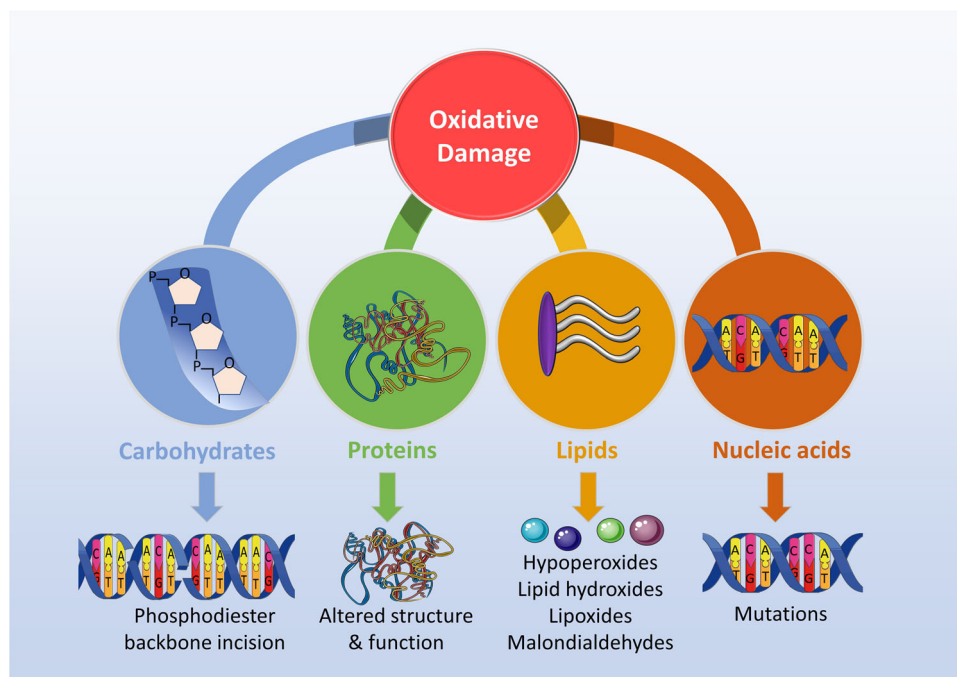 Oxidative
Damage
P
O
P
O
P
O
A C A A A
T G T G T T
Carbohydrates
Proteins
Lipids
Nucleic acids
Phosphodiester
backbone incision
Altered structure
& function
Hypoperoxides
Lipid hydroxides
Lipoxides
Malondialdehydes
Mutations